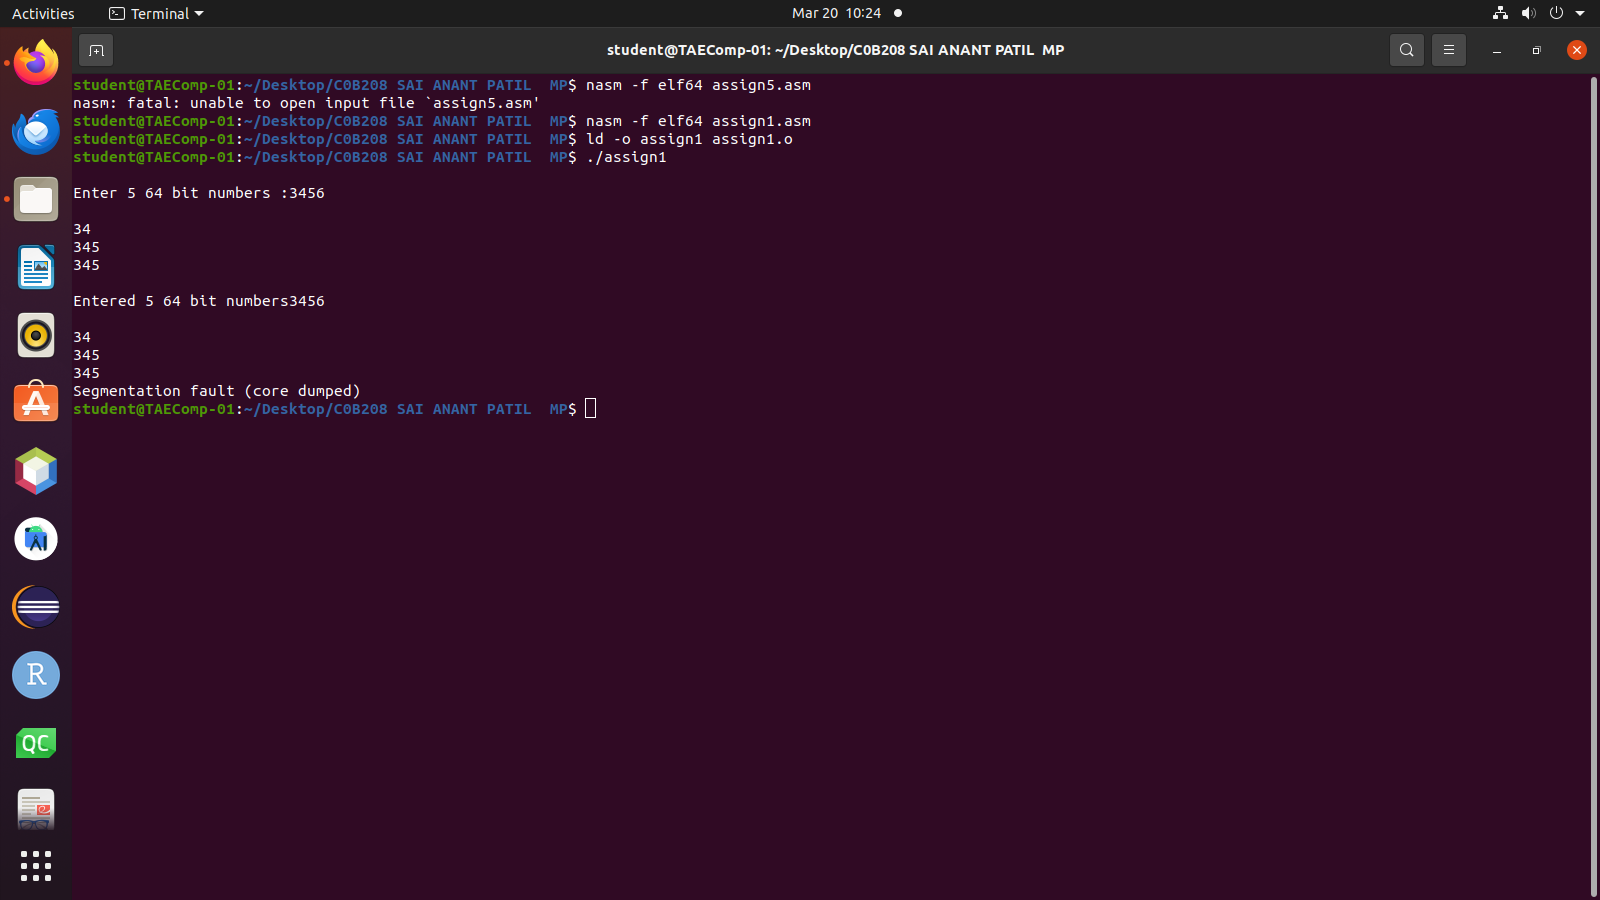 Activities Terminal Mar 20 10:24
student@TAEComp-01: ~/Desktop/C0B208 SAI ANANT PATIL  MP
student@TAEComp-01:~/Desktop/C0B208 SAI ANANT PATIL  MP$ nasm -f elf64 assign5.asm
nasm: fatal: unable to open input file `assign5.asm'
student@TAEComp-01:~/Desktop/C0B208 SAI ANANT PATIL  MP$ nasm -f elf64 assign1.asm
student@TAEComp-01:~/Desktop/C0B208 SAI ANANT PATIL  MP$ ld -o assign1 assign1.o
student@TAEComp-01:~/Desktop/C0B208 SAI ANANT PATIL  MP$ ./assign1
Enter 5 64 bit numbers :3456
34
345
345
Entered 5 64 bit numbers3456
34
345
345
Segmentation fault (core dumped)
student@TAEComp-01:~/Desktop/C0B208 SAI ANANT PATIL  MP$
A
AI
R
QC